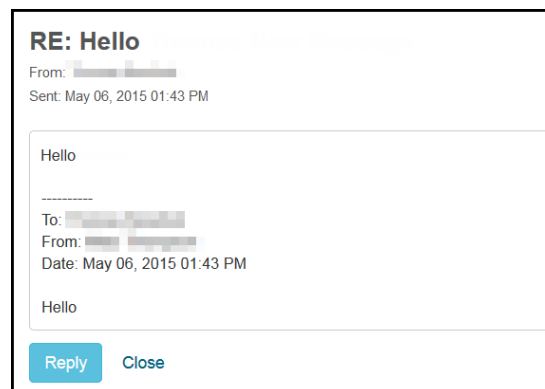 RE: Hello
From:
Sent: May 06, 2015 01:43 PM
Hello
----------
To:
From:
Date: May 06, 2015 01:43 PM
Hello
Reply Close